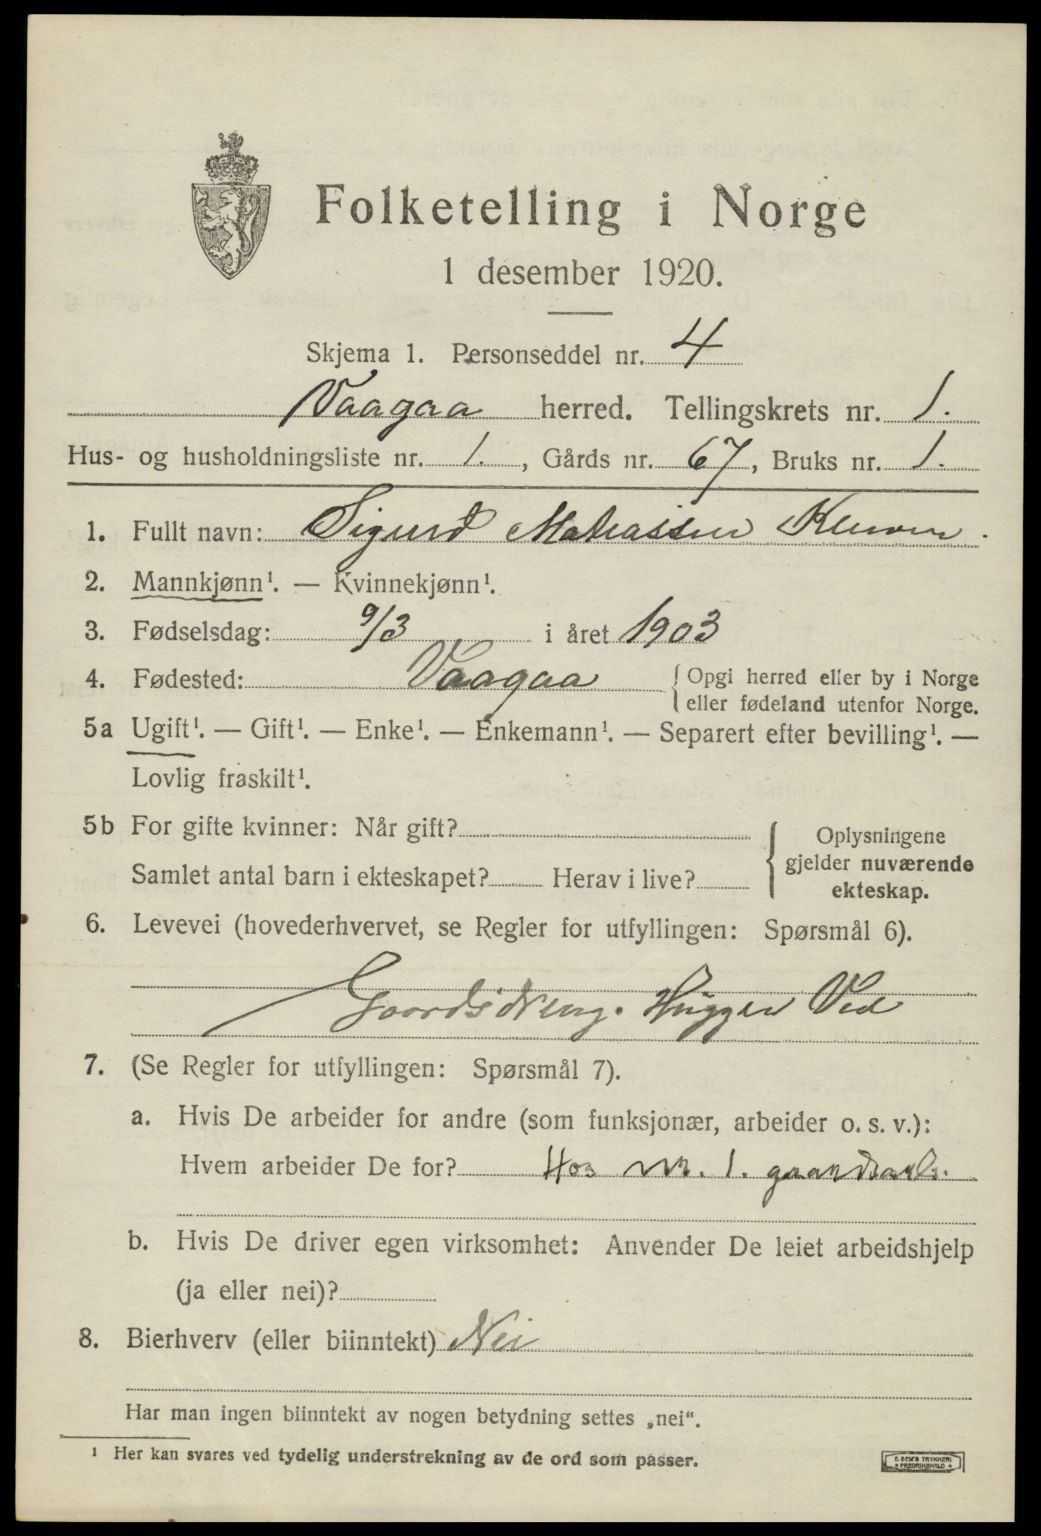 Folketelling i Norge
1 desember 1920.
Skjema 1. Personseddel nr. 4
Vaagaa herred. Tellingskrets nr. 1.
Hus- og husholdningsliste nr. 1. , Gårds nr. 67, Bruks nr. 1.
1. Fullt navn: Sigurd
2. Mannkjønn¹. — Kvinnekjønn¹.
3. Fødselsdag: 9/3 i året 1903
4. Fødested: Vaagaa { Opgi herred eller by i Norge
eller fødeland utenfor Norge.
5a Ugift¹. — Gift¹. — Enke¹. — Enkemann¹. — Separert efter bevilling¹. —
Lovlig fraskilt¹.
5b For gifte kvinner: Når gift?
Samlet antal barn i ekteskapet? Herav i live?
{ Oplysningene
gjelder nuværende
ekteskap.
6. Levevei (hovederhvervet, se Regler for utfyllingen: Spørsmål 6).
Hugger Ved
7. (Se Regler for utfyllingen: Spørsmål 7).
a. Hvis De arbeider for andre (som funksjonær, arbeider o. s. v.):
Hvem arbeider De for? Hos nr. 1.
b. Hvis De driver egen virksomhet: Anvender De leiet arbeidshjelp
(ja eller nei)?
8. Bierhverv (eller biinntekt) Nei
Har man ingen biinntekt av nogen betydning settes „nei“.
¹ Her kan svares ved tydelig understrekning av de ord som passer.